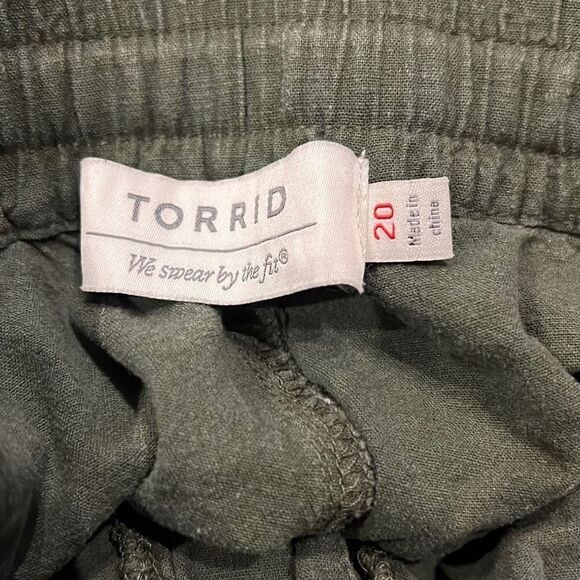 TORRID
We swear by the fit®
20
Made in
china